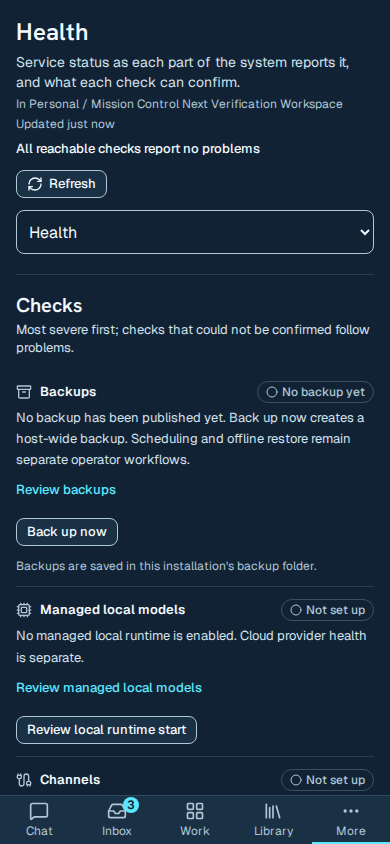 Health
Service status as each part of the system reports it,
and what each check can confirm.
In Personal / Mission Control Next Verification Workspace
Updated just now
All reachable checks report no problems
Refresh
Health
Checks
Most severe first; checks that could not be confirmed follow
problems.
Backups
No backup yet
No backup has been published yet. Back up now creates a
host-wide backup. Scheduling and offline restore remain
separate operator workflows.
Review backups
Back up now
Backups are saved in this installation's backup folder.
Managed local models
Not set up
No managed local runtime is enabled. Cloud provider health
is separate.
Review managed local models
Review local runtime start
Channels
Not set up
3
Chat
Inbox
Work
Library
More